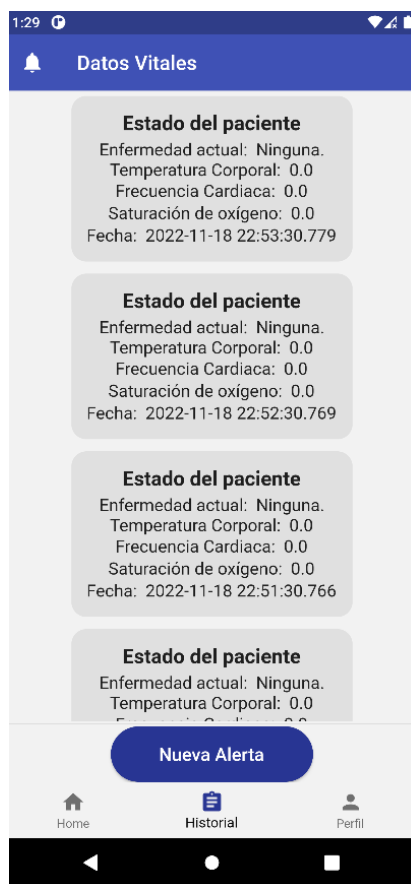 1:29
Datos Vitales
Estado del paciente
Enfermedad actual: Ninguna.
Temperatura Corporal: 0.0
Frecuencia Cardiaca: 0.0
Saturación de oxígeno: 0.0
Fecha: 2022-11-18 22:53:30.779
Estado del paciente
Enfermedad actual: Ninguna.
Temperatura Corporal: 0.0
Frecuencia Cardiaca: 0.0
Saturación de oxígeno: 0.0
Fecha: 2022-11-18 22:52:30.769
Estado del paciente
Enfermedad actual: Ninguna.
Temperatura Corporal: 0.0
Frecuencia Cardiaca: 0.0
Saturación de oxígeno: 0.0
Fecha: 2022-11-18 22:51:30.766
Estado del paciente
Enfermedad actual: Ninguna.
Temperatura Corporal: 0.0
Nueva Alerta
Home
Historial
Perfil